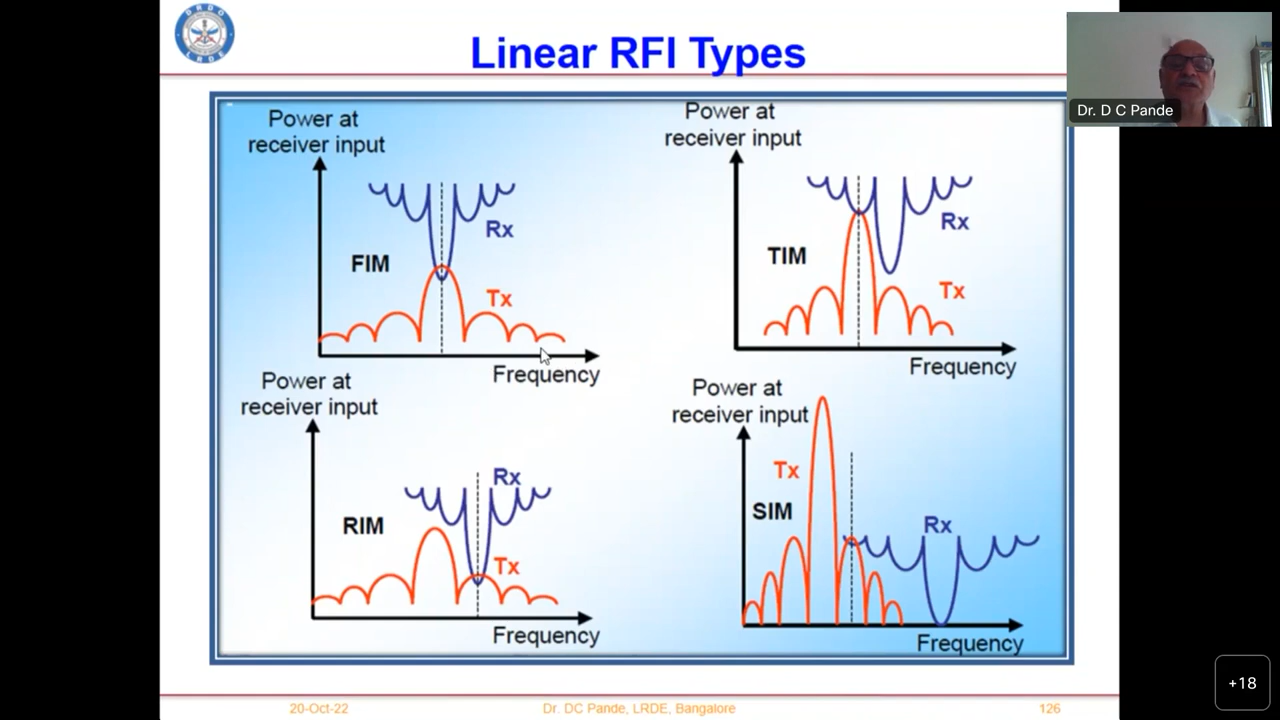 DRDO
LRDE
Linear RFI Types
Dr. D C Pande
Power at
receiver input
Rx
FIM
Tx
Frequency
Power at
receiver input
Rx
TIM
Tx
Frequency
Power at
receiver input
Rx
RIM
Tx
Frequency
Power at
receiver input
Tx
SIM
Rx
Frequency
+18
20-Oct-22
Dr. DC Pande, LRDE, Bangalore
126